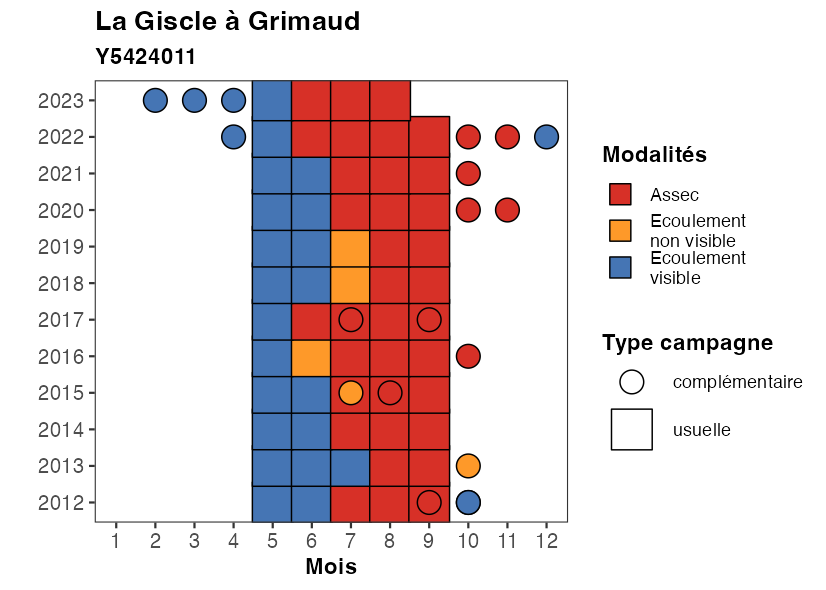 La Giscle à Grimaud
Y5424011
2023
2022
2021
2020
2019
2018
2017
2016
2015
2014
2013
2012
1 2 3 4 5 6 7 8 9 10 11 12
Mois
Modalités
Assec
Ecoulement
non visible
Ecoulement
visible
Type campagne
complémentaire
usuelle